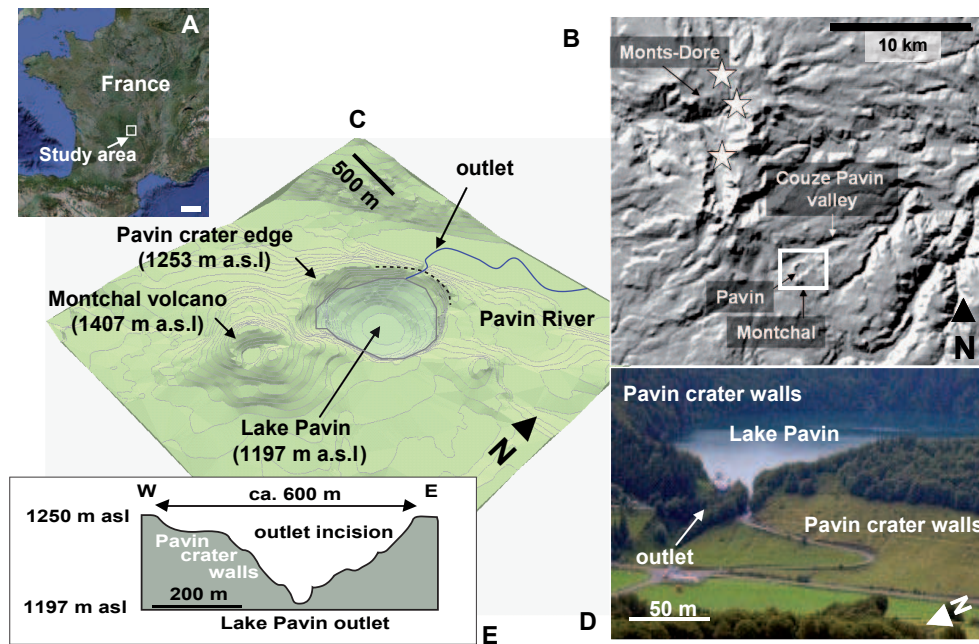 A
France
Study area
B
10 km
Monts-Dore
Couze Pavin
valley
Pavin
Montchal
N
C
500 m
outlet
Pavin crater edge
(1253 m a.s.l)
Montchal volcano
(1407 m a.s.l)
Pavin River
Lake Pavin
(1197 m a.s.l)
N
Pavin crater walls
Lake Pavin
Pavin crater walls
outlet
50 m
N
D
W
ca. 600 m
E
1250 m asl
outlet incision
Pavin
crater
walls
200 m
1197 m asl
Lake Pavin outlet
E